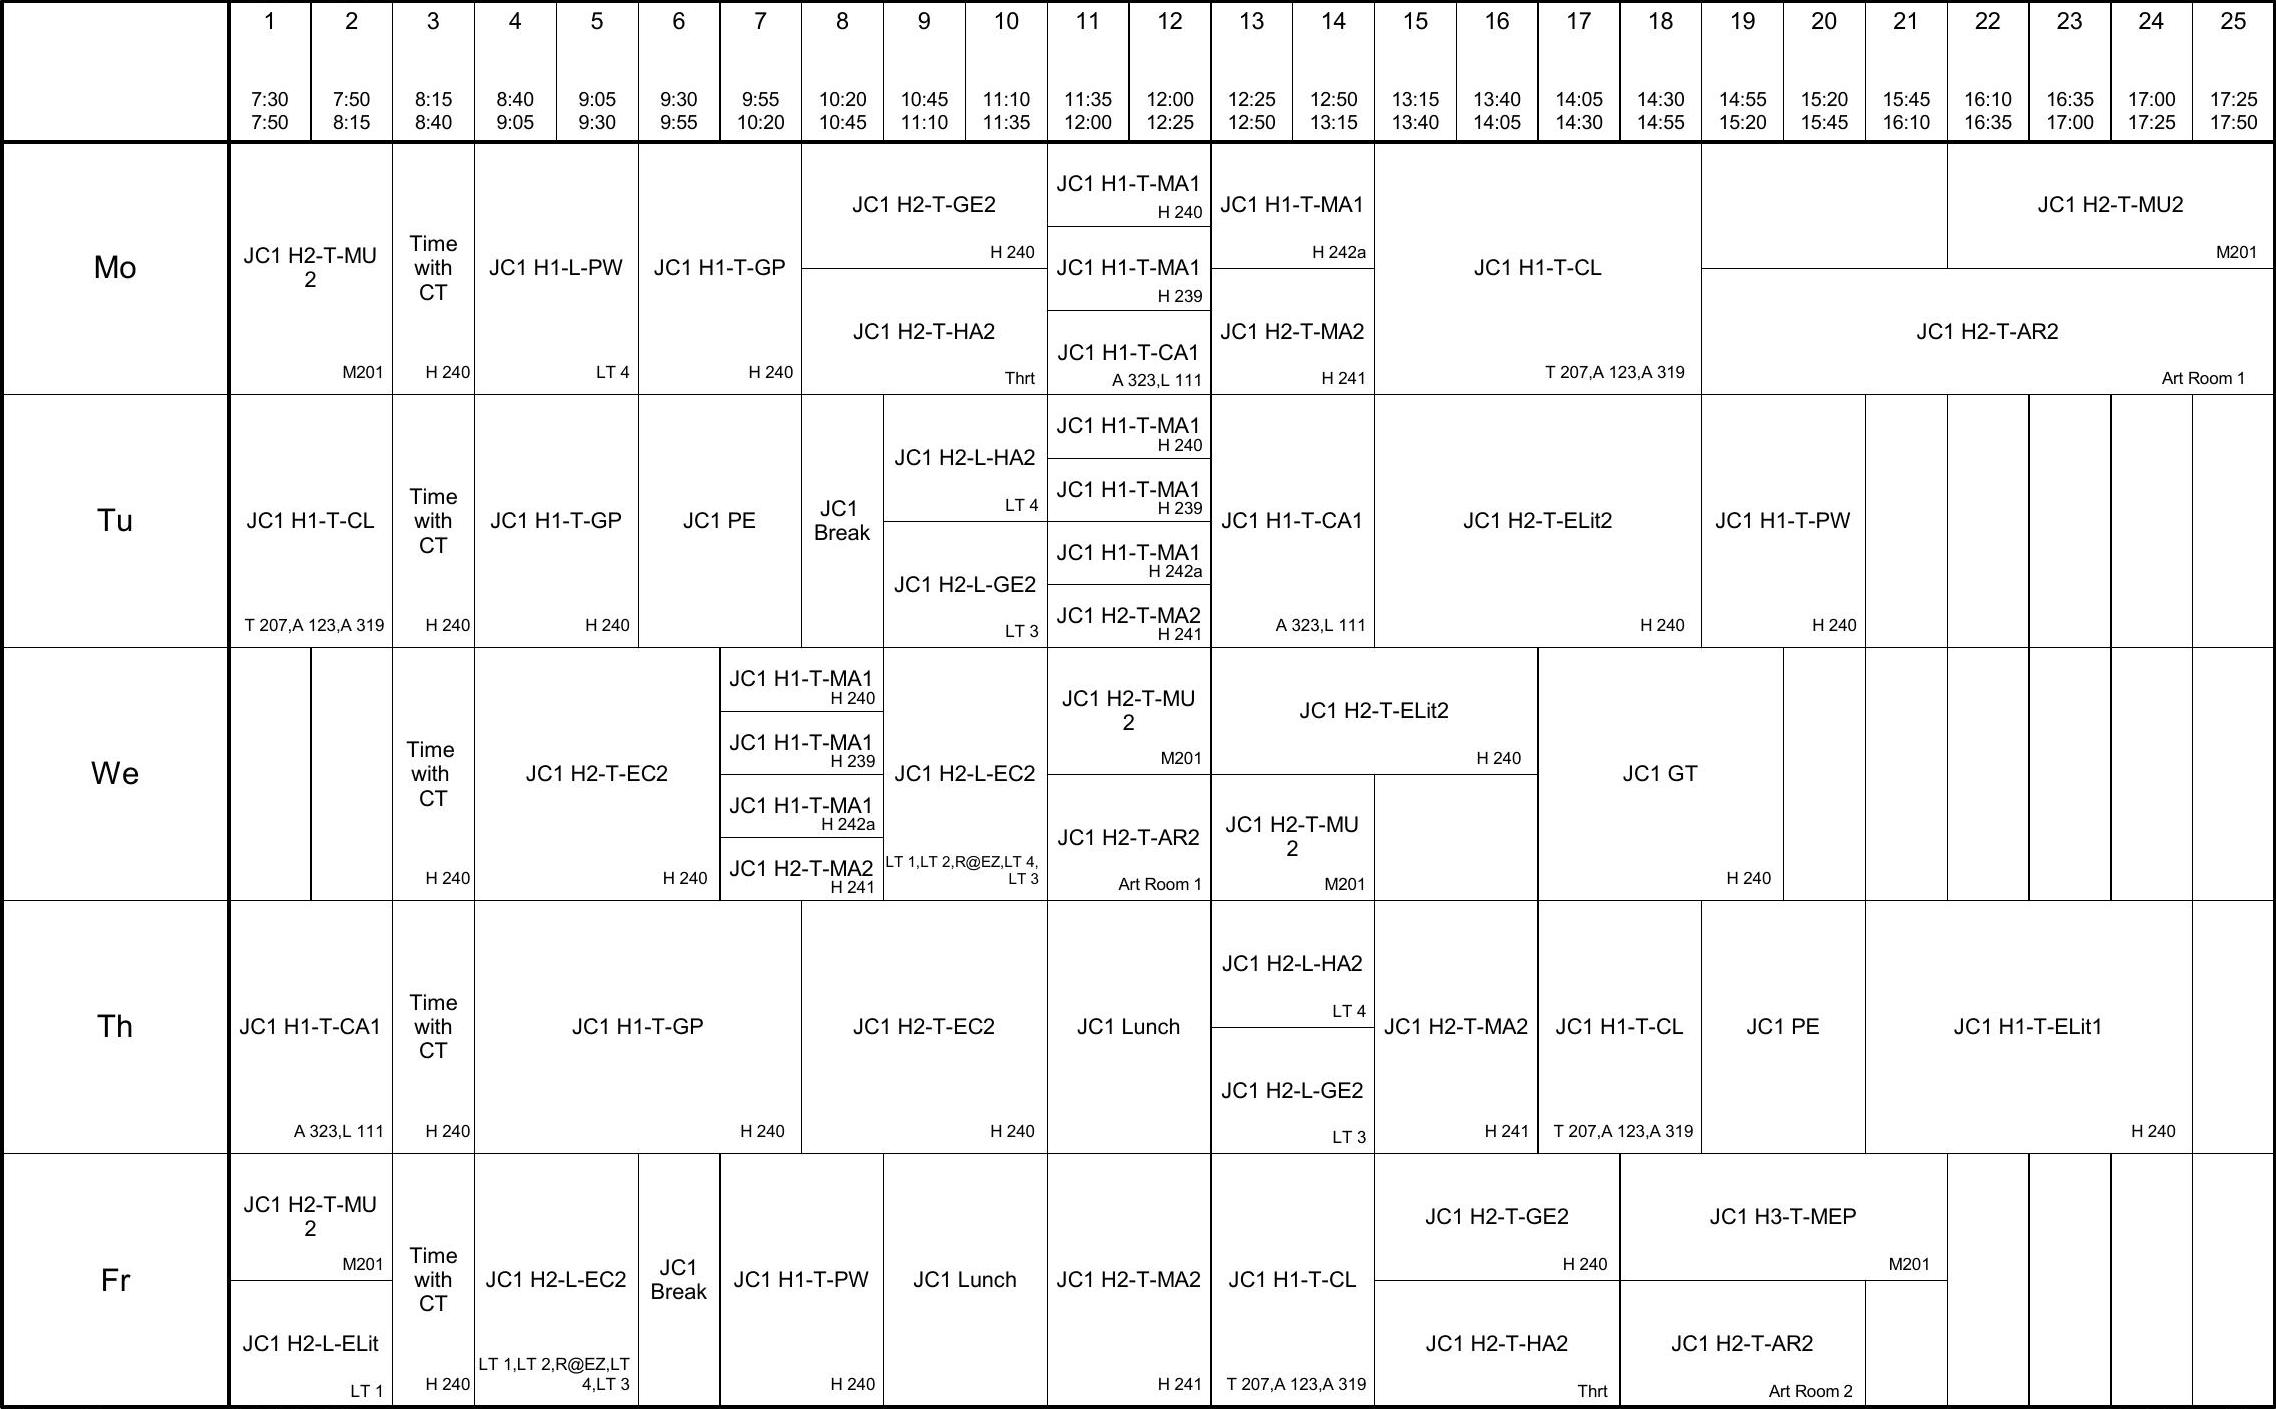 1 2 3 4 5 6 7 8 9 10 11 12 13 14 15 16 17 18 19 20 21 22 23 24 25
7:30 7:50 8:15 8:40 9:05 9:30 9:55 10:20 10:45 11:10 11:35 12:00 12:25 12:50 13:15 13:40 14:05 14:30 14:55 15:20 15:45 16:10 16:35 17:00 17:25
7:50 8:15 8:40 9:05 9:30 9:55 10:20 10:45 11:10 11:35 12:00 12:25 12:50 13:15 13:40 14:05 14:30 14:55 15:20 15:45 16:10 16:35 17:00 17:25 17:50
Mo
JC1 H2-T-MU
2
M201
Time
with
CT
H 240
JC1 H1-L-PW
LT 4
JC1 H1-T-GP
H 240
JC1 H2-T-GE2
H 240
JC1 H2-T-HA2
Thrt
JC1 H1-T-MA1
H 240
JC1 H1-T-MA1
H 239
JC1 H1-T-CA1
A 323,L 111
JC1 H1-T-MA1
H 242a
JC1 H2-T-MA2
H 241
JC1 H1-T-CL
T 207,A 123,A 319
JC1 H2-T-MU2
M201
JC1 H2-T-AR2
Art Room 1
Tu
JC1 H1-T-CL
T 207,A 123,A 319
Time
with
CT
H 240
JC1 H1-T-GP
H 240
JC1 PE
JC1
Break
JC1 H2-L-HA2
LT 4
JC1 H2-L-GE2
LT 3
JC1 H1-T-MA1
H 240
JC1 H1-T-MA1
H 239
JC1 H1-T-MA1
H 242a
JC1 H2-T-MA2
H 241
JC1 H1-T-CA1
A 323,L 111
JC1 H2-T-ELit2
H 240
JC1 H1-T-PW
H 240
We
Time
with
CT
H 240
JC1 H2-T-EC2
H 240
JC1 H1-T-MA1
H 240
JC1 H1-T-MA1
H 239
JC1 H1-T-MA1
H 242a
JC1 H2-T-MA2
H 241
JC1 H2-L-EC2
LT 1,LT 2,R@EZ,LT 4,
LT 3
JC1 H2-T-MU
2
M201
JC1 H2-T-AR2
Art Room 1
JC1 H2-T-ELit2
H 240
JC1 H2-T-MU
2
M201
JC1 GT
H 240
Th
JC1 H1-T-CA1
A 323,L 111
Time
with
CT
H 240
JC1 H1-T-GP
H 240
JC1 H2-T-EC2
H 240
JC1 Lunch
JC1 H2-L-HA2
LT 4
JC1 H2-L-GE2
LT 3
JC1 H2-T-MA2
H 241
JC1 H1-T-CL
T 207,A 123,A 319
JC1 PE
JC1 H1-T-ELit1
H 240
Fr
JC1 H2-T-MU
2
M201
JC1 H2-L-ELit
LT 1
Time
with
CT
H 240
JC1 H2-L-EC2
LT 1,LT 2,R@EZ,LT
4,LT 3
JC1
Break
JC1 H1-T-PW
H 240
JC1 Lunch
JC1 H2-T-MA2
H 241
JC1 H1-T-CL
T 207,A 123,A 319
JC1 H2-T-GE2
H 240
JC1 H2-T-HA2
Thrt
JC1 H3-T-MEP
M201
JC1 H2-T-AR2
Art Room 2